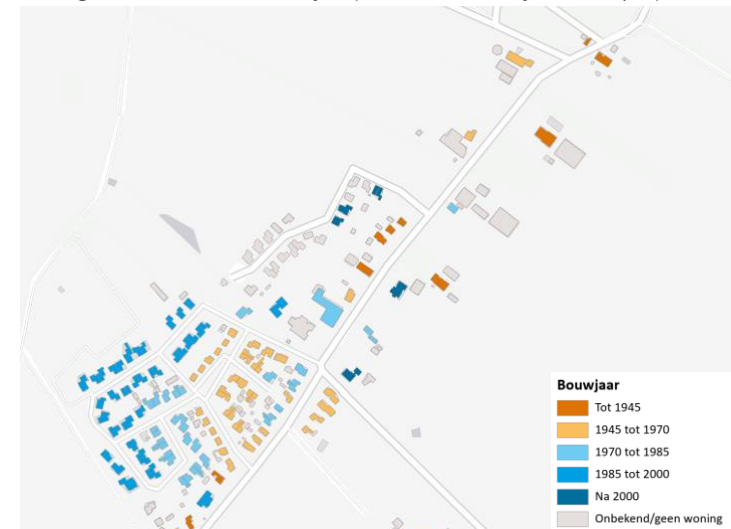 Bouwjaar
Tot 1945
1945 tot 1970
1970 tot 1985
1985 tot 2000
Na 2000
Onbekend/geen woning